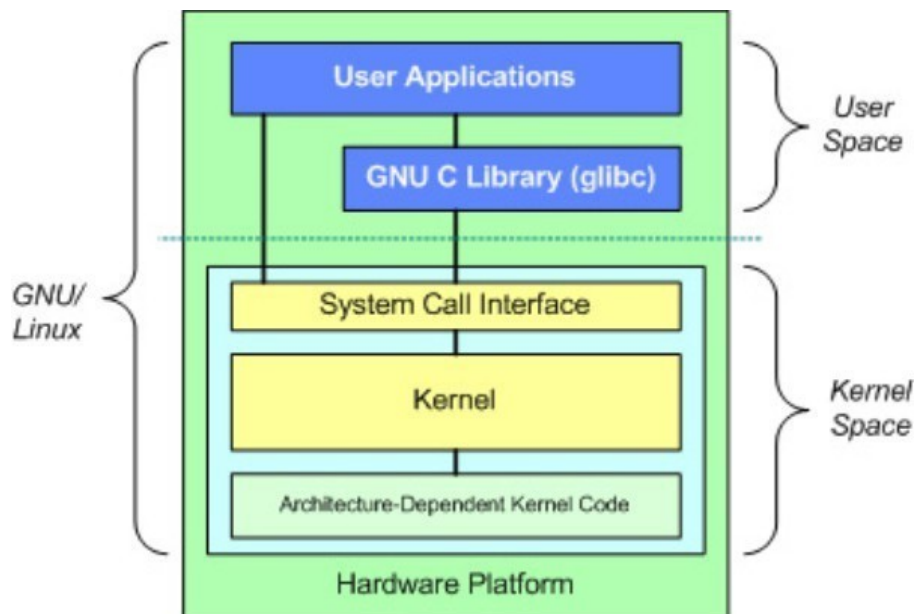 User Applications
GNU C Library (glibc)
User
Space
GNU/
Linux
System Call Interface
Kernel
Architecture-Dependent Kernel Code
Kernel
Space
Hardware Platform